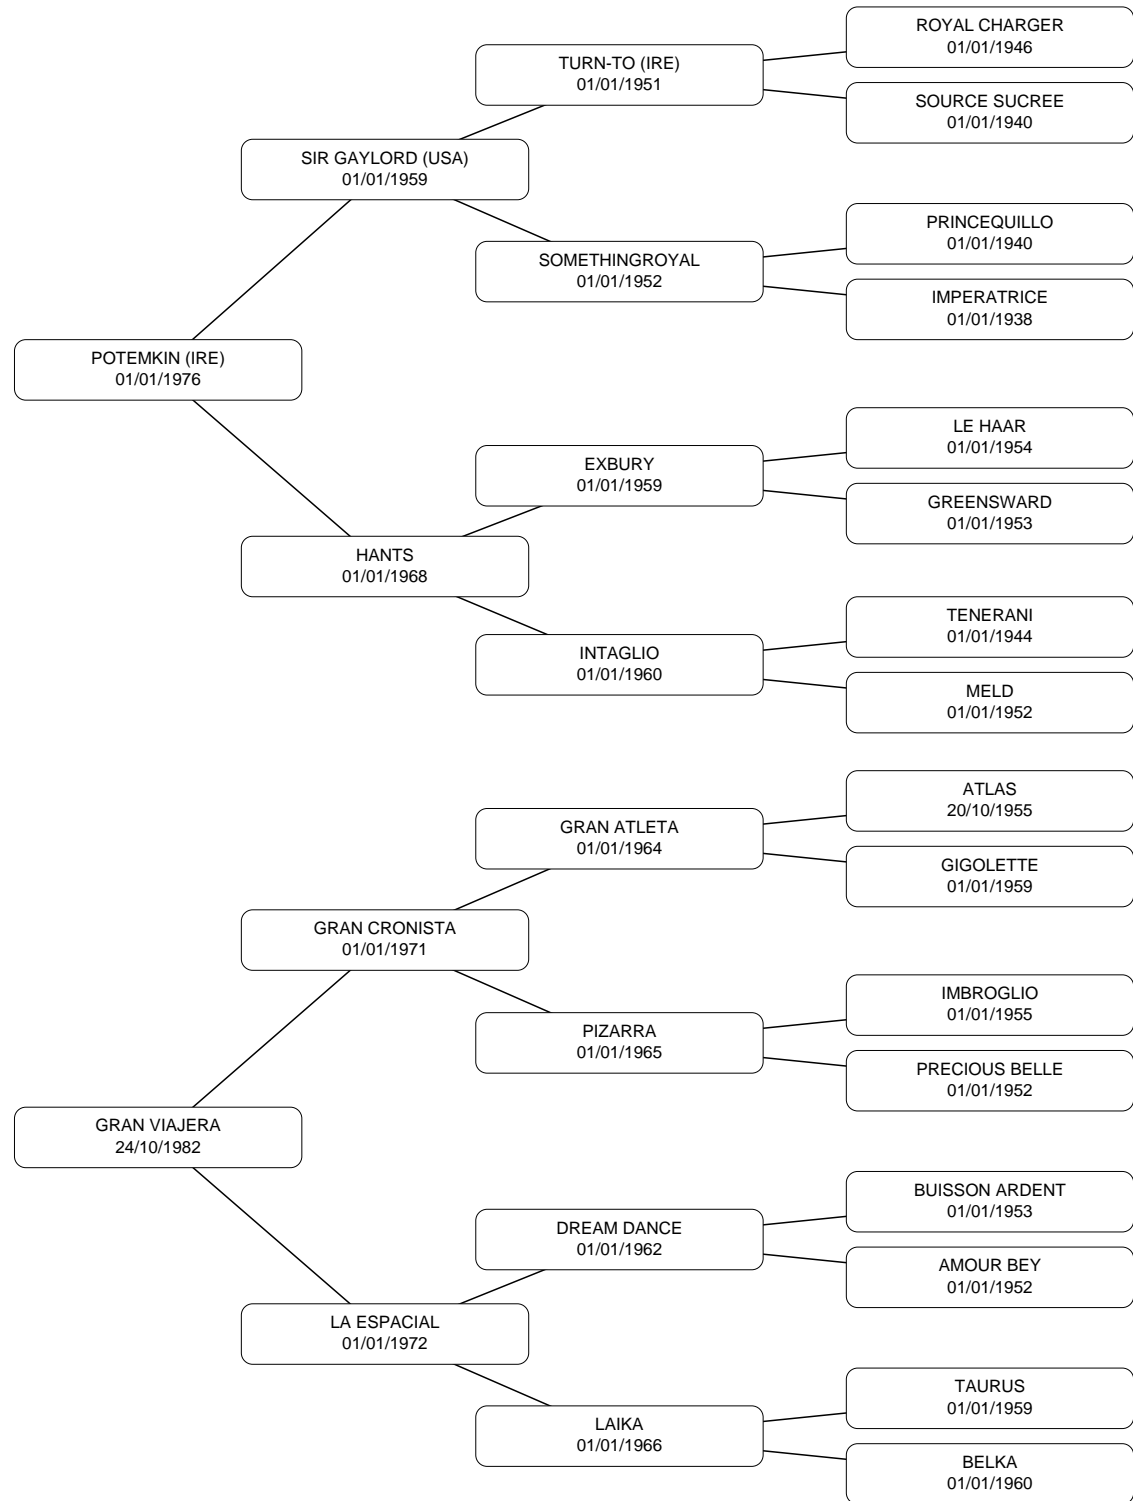 ROYAL CHARGER
01/01/1946
TURN-TO (IRE)
01/01/1951
SOURCE SUCREE
01/01/1940
SIR GAYLORD (USA)
01/01/1959
PRINCEQUILLO
01/01/1940
SOMETHINGROYAL
01/01/1952
IMPERATRICE
01/01/1938
POTEMKIN (IRE)
01/01/1976
LE HAAR
01/01/1954
EXBURY
01/01/1959
GREENSWARD
01/01/1953
HANTS
01/01/1968
TENERANI
01/01/1944
INTAGLIO
01/01/1960
MELD
01/01/1952
ATLAS
20/10/1955
GRAN ATLETA
01/01/1964
GIGOLETTE
01/01/1959
GRAN CRONISTA
01/01/1971
IMBROGLIO
01/01/1955
PIZARRA
01/01/1965
PRECIOUS BELLE
01/01/1952
GRAN VIAJERA
24/10/1982
BUISSON ARDENT
01/01/1953
DREAM DANCE
01/01/1962
AMOUR BEY
01/01/1952
LA ESPACIAL
01/01/1972
TAURUS
01/01/1959
LAIKA
01/01/1966
BELKA
01/01/1960